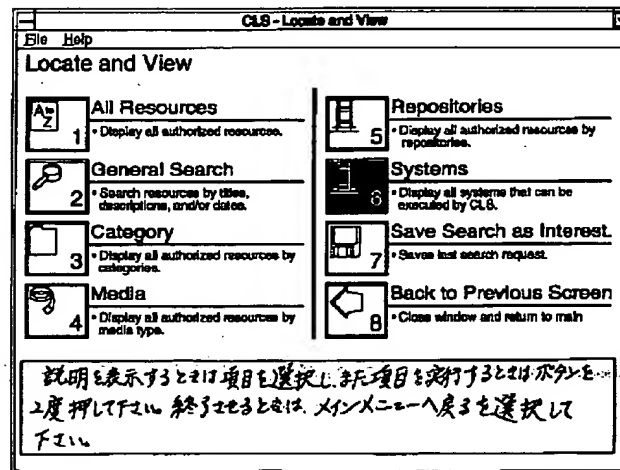 CLS - Locate and View
File Help
Locate and View
A to Z
1
All Resources
• Display all authorized resources.
2
General Search
• Search resources by titles,
descriptions, and/or dates.
3
Category
• Display all authorized resources by
categories.
4
Media
• Display all authorized resources by
media type.
5
Repositories
• Display all authorized resources by
repositories.
6
Systems
• Display all systems that can be
executed by CLS.
7
Save Search as Interest.
• Saves last search request.
8
Back to Previous Screen
• Close window and return to main
説明を表示するときは項目を選択し、また項目を実行するときはボタンを
2度押して下さい。終了させるときは、メインメニューへ戻るを選択して
下さい。